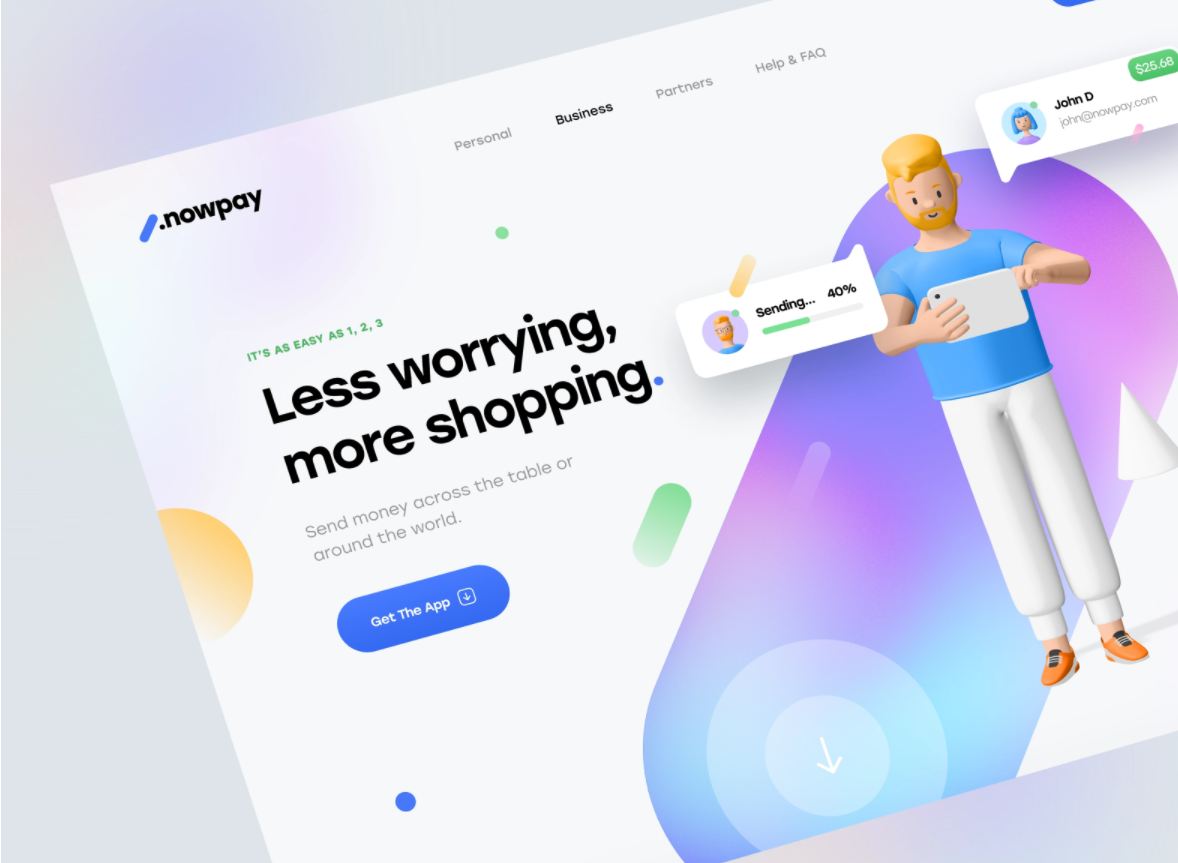 Personal
Business
Partners
Help & FAQ
.nowpay
John D
$25.68
john@nowpay.com
Sending... 40%
IT'S AS EASY AS 1, 2, 3
Less worrying,
more shopping.
Send money across the table or
around the world.
Get The App